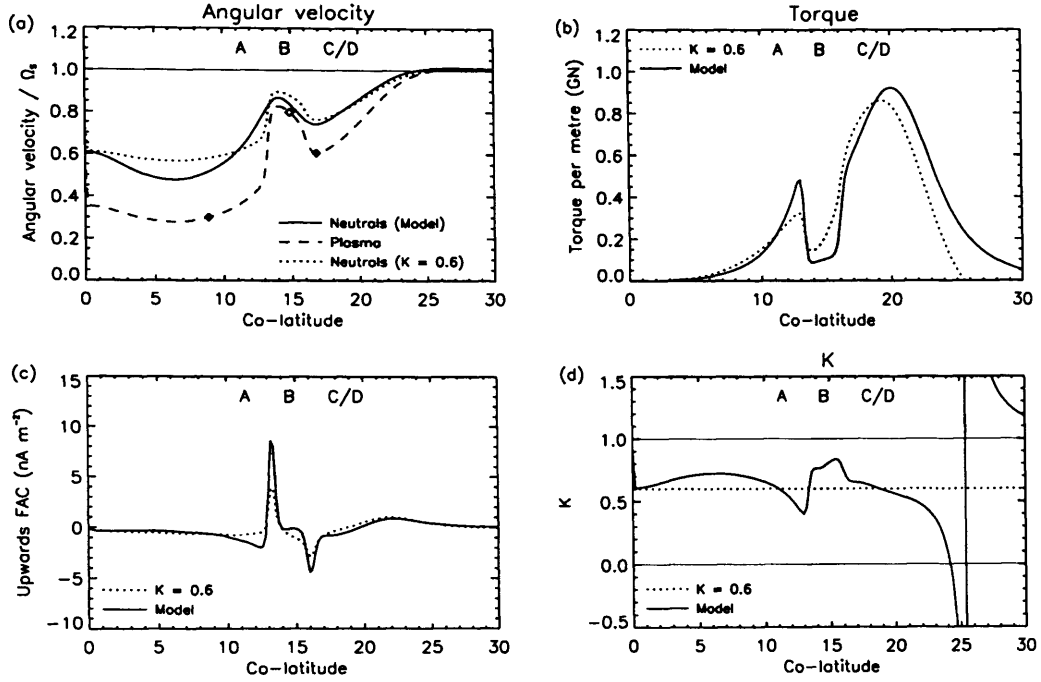 (a)
Angular velocity
A B C/D
1.2
1.0
0.8
0.6
0.4
0.2
0.0
Angular velocity / Ωs
Neutrals (Model)
Plasma
Neutrals (K = 0.6)
0 5 10 15 20 25 30
Co-latitude
(b)
Torque
K = 0.6
Model
A B C/D
1.2
1.0
0.8
0.6
0.4
0.2
0.0
Torque per metre (GN)
0 10 20 30
Co-latitude
(c)
A B C/D
15
10
5
0
-5
-10
Upwards FAC (nA m⁻²)
K = 0.6
Model
0 5 10 15 20 25 30
Co-latitude
(d)
K
A B C/D
1.5
1.0
0.5
0.0
-0.5
K
K = 0.6
Model
0 5 10 15 20 25 30
Co-latitude